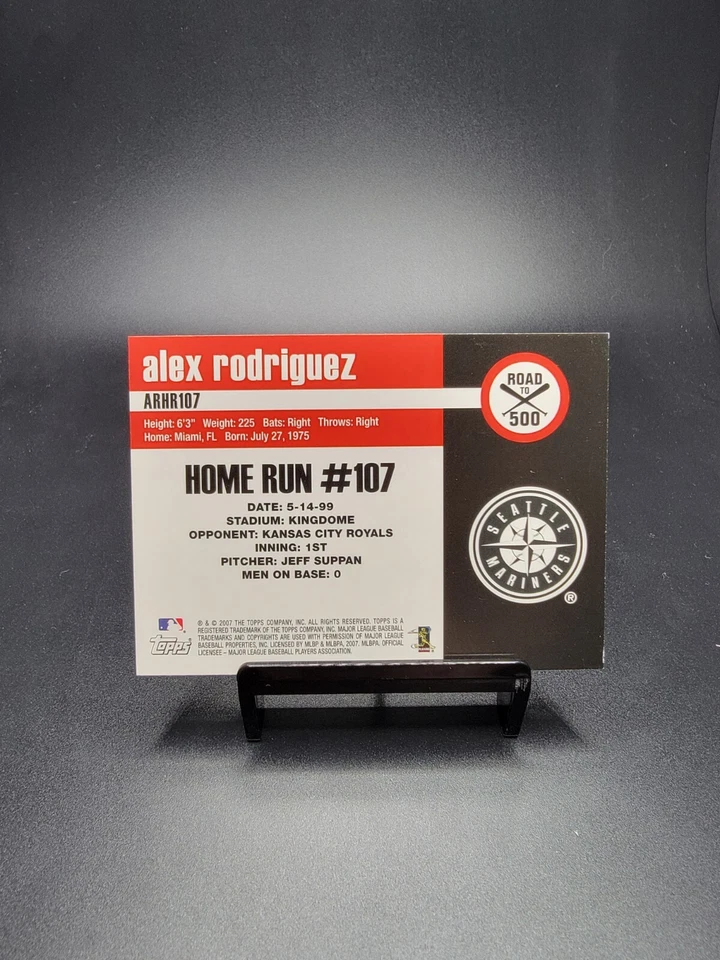 alex rodriguez
ARHR107
Height: 6'3" Weight: 225 Bats: Right Throws: Right
Home: Miami, FL Born: July 27, 1975
ROAD
TO
500
HOME RUN #107
DATE: 5-14-99
STADIUM: KINGDOME
OPPONENT: KANSAS CITY ROYALS
INNING: 1ST
PITCHER: JEFF SUPPAN
MEN ON BASE: 0
SEATTLE
MARINERS
®
® & © 2007 THE TOPPS COMPANY, INC. ALL RIGHTS RESERVED. TOPPS IS A
REGISTERED TRADEMARK OF THE TOPPS COMPANY, INC. MAJOR LEAGUE BASEBALL
TRADEMARKS AND COPYRIGHTS ARE USED WITH PERMISSION OF MAJOR LEAGUE
BASEBALL PROPERTIES, INC. LICENSED BY MLBP & MLBPA, 2007. MLBPA, OFFICIAL
LICENSEE – MAJOR LEAGUE BASEBALL PLAYERS ASSOCIATION.
Topps